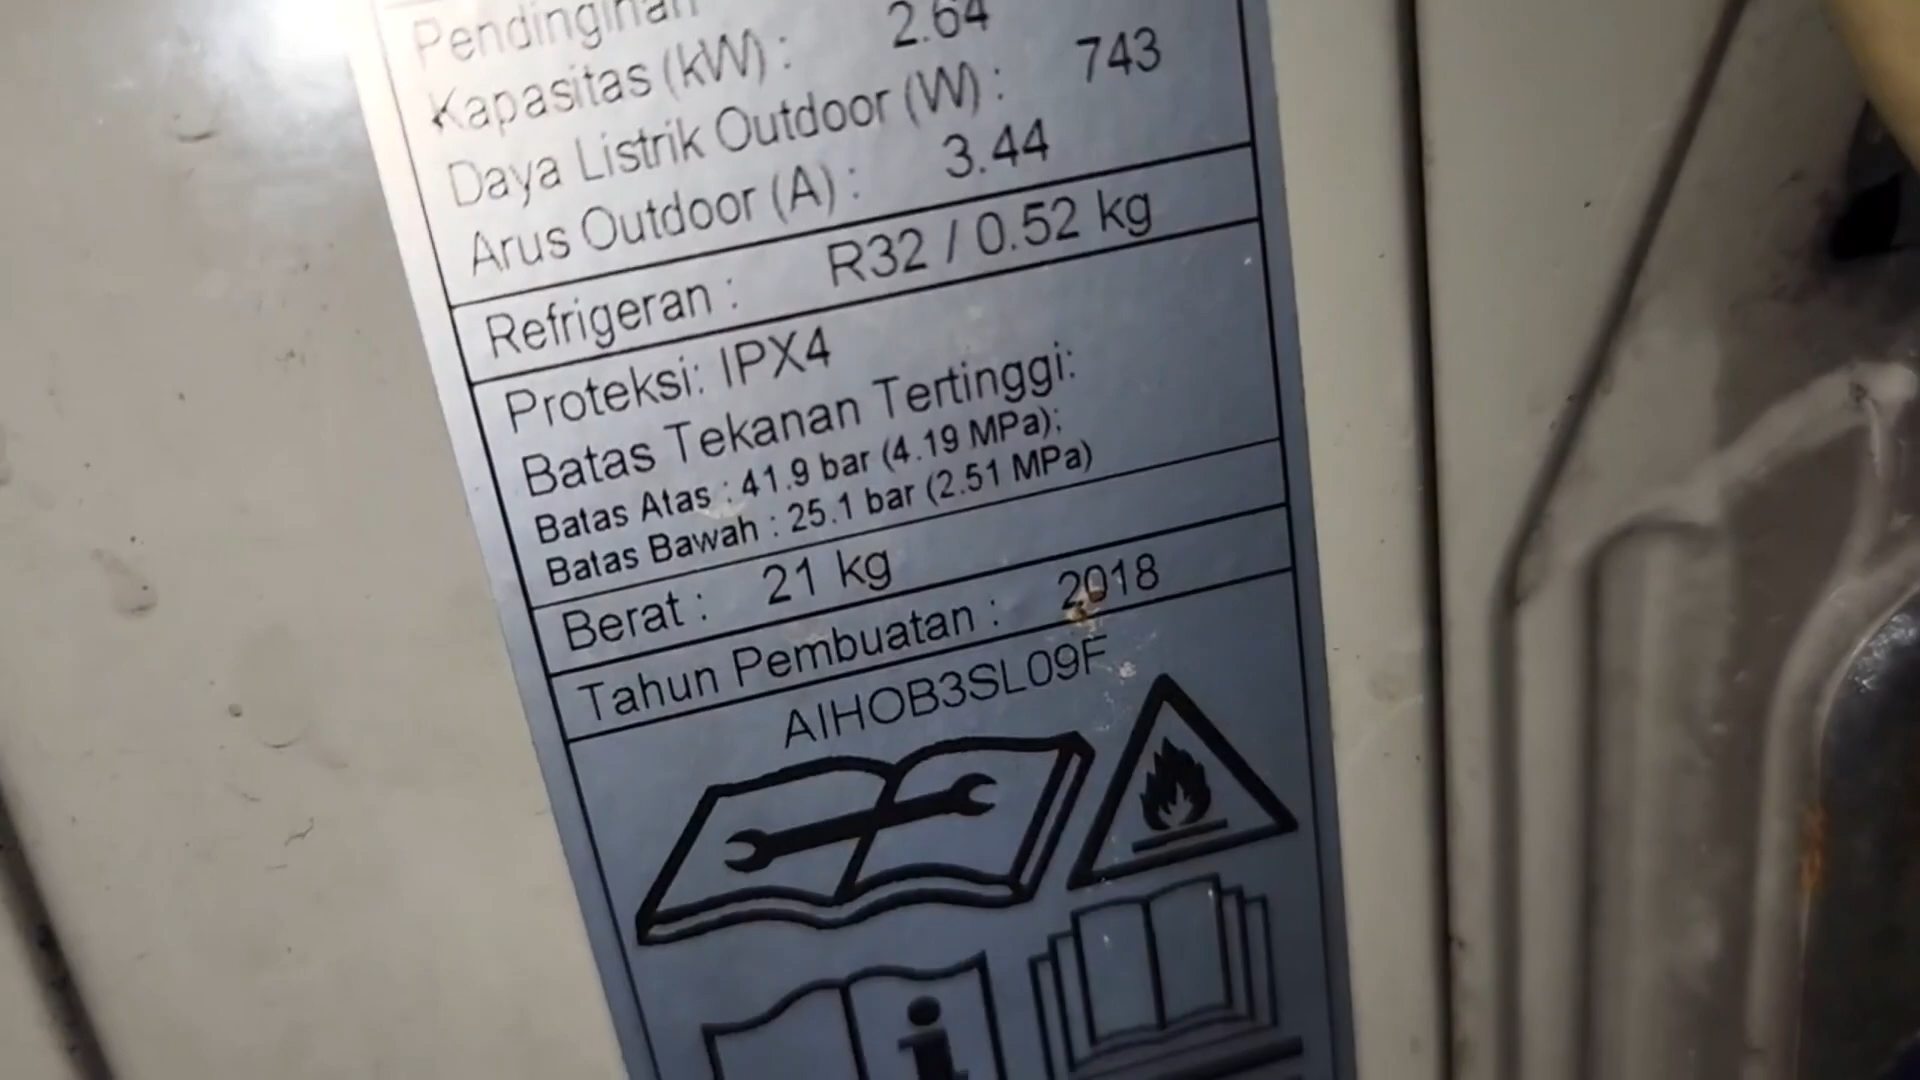 Pendinginan
Kapasitas (kW) : 2.64
Daya Listrik Outdoor (W) : 743
Arus Outdoor (A) : 3.44
Refrigeran : R32 / 0.52 kg
Proteksi: IPX4
Batas Tekanan Tertinggi:
Batas Atas : 41.9 bar (4.19 MPa);
Batas Bawah : 25.1 bar (2.51 MPa)
Berat : 21 kg
Tahun Pembuatan : 2018
AIHOB3SL09F
i